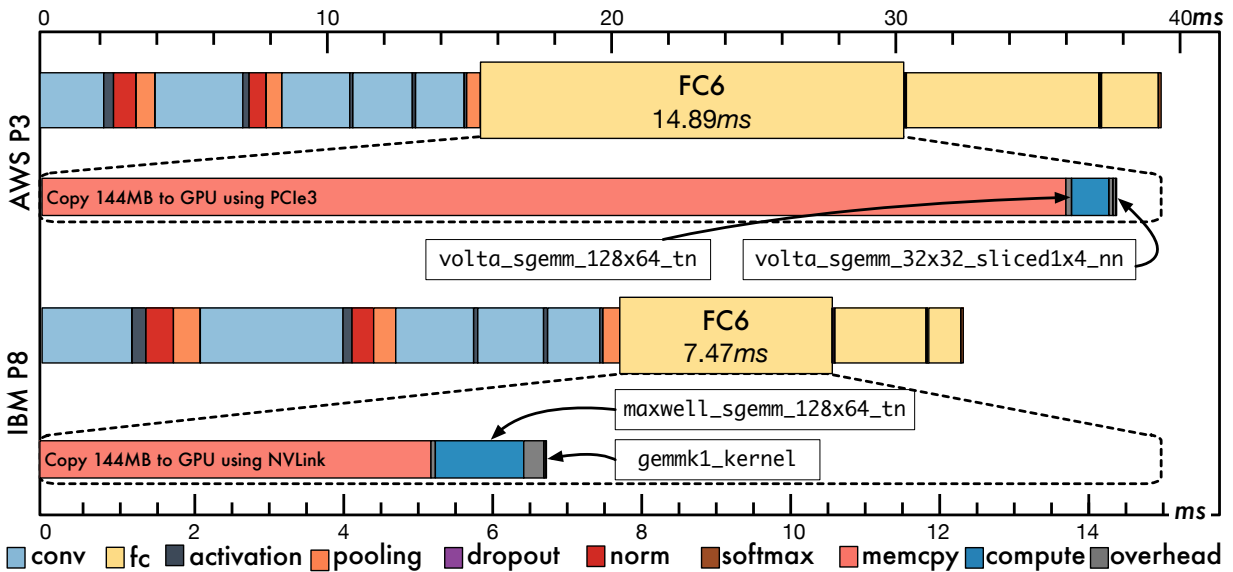 0 10 20 30 40ms
AWS P3
FC6
14.89ms
Copy 144MB to GPU using PCIe3
volta_sgemm_128x64_tn
volta_sgemm_32x32_sliced1x4_nn
IBM P8
FC6
7.47ms
maxwell_sgemm_128x64_tn
Copy 144MB to GPU using NVLink
gemmk1_kernel
0 2 4 6 8 10 12 14 ms
conv fc activation pooling dropout norm softmax memcpy compute overhead